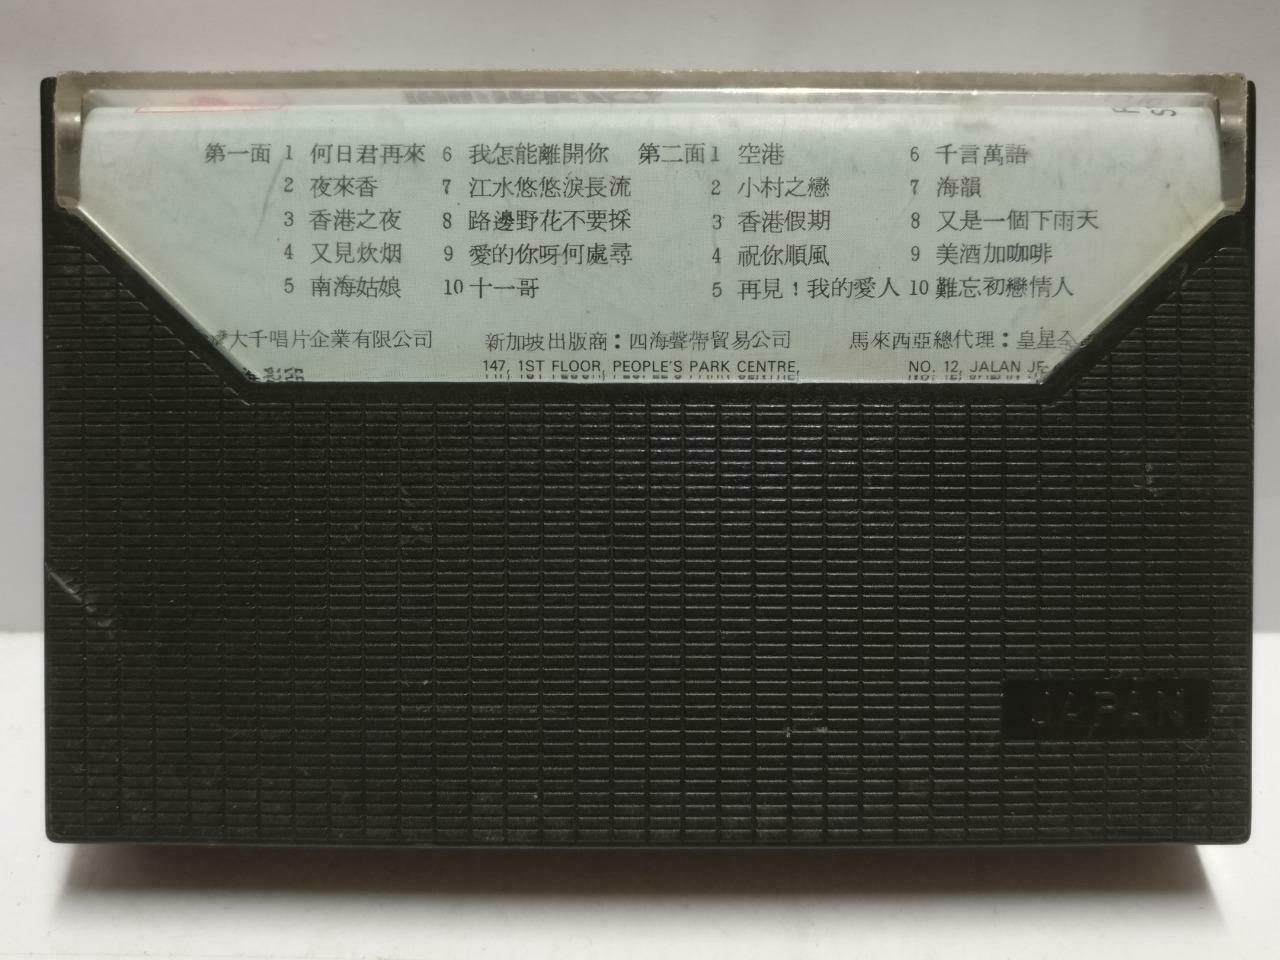 第一面 1 何日君再來 6 我怎能離開你 第二面 1 空港 6 千言萬語
2 夜來香 7 江水悠悠淚長流 2 小村之戀 7 海韻
3 香港之夜 8 路邊野花不要採 3 香港假期 8 又是一個下雨天
4 又見炊烟 9 愛的你呀何處尋 4 祝你順風 9 美酒加咖啡
5 南海姑娘 10 十一哥 5 再見！我的愛人 10 難忘初戀情人
大千唱片企業有限公司 新加坡出版商：四海聲帶貿易公司 馬來西亞總代理：皇星
147, 1ST FLOOR, PEOPLE'S PARK CENTRE, NO. 12, JALAN
JAPAN